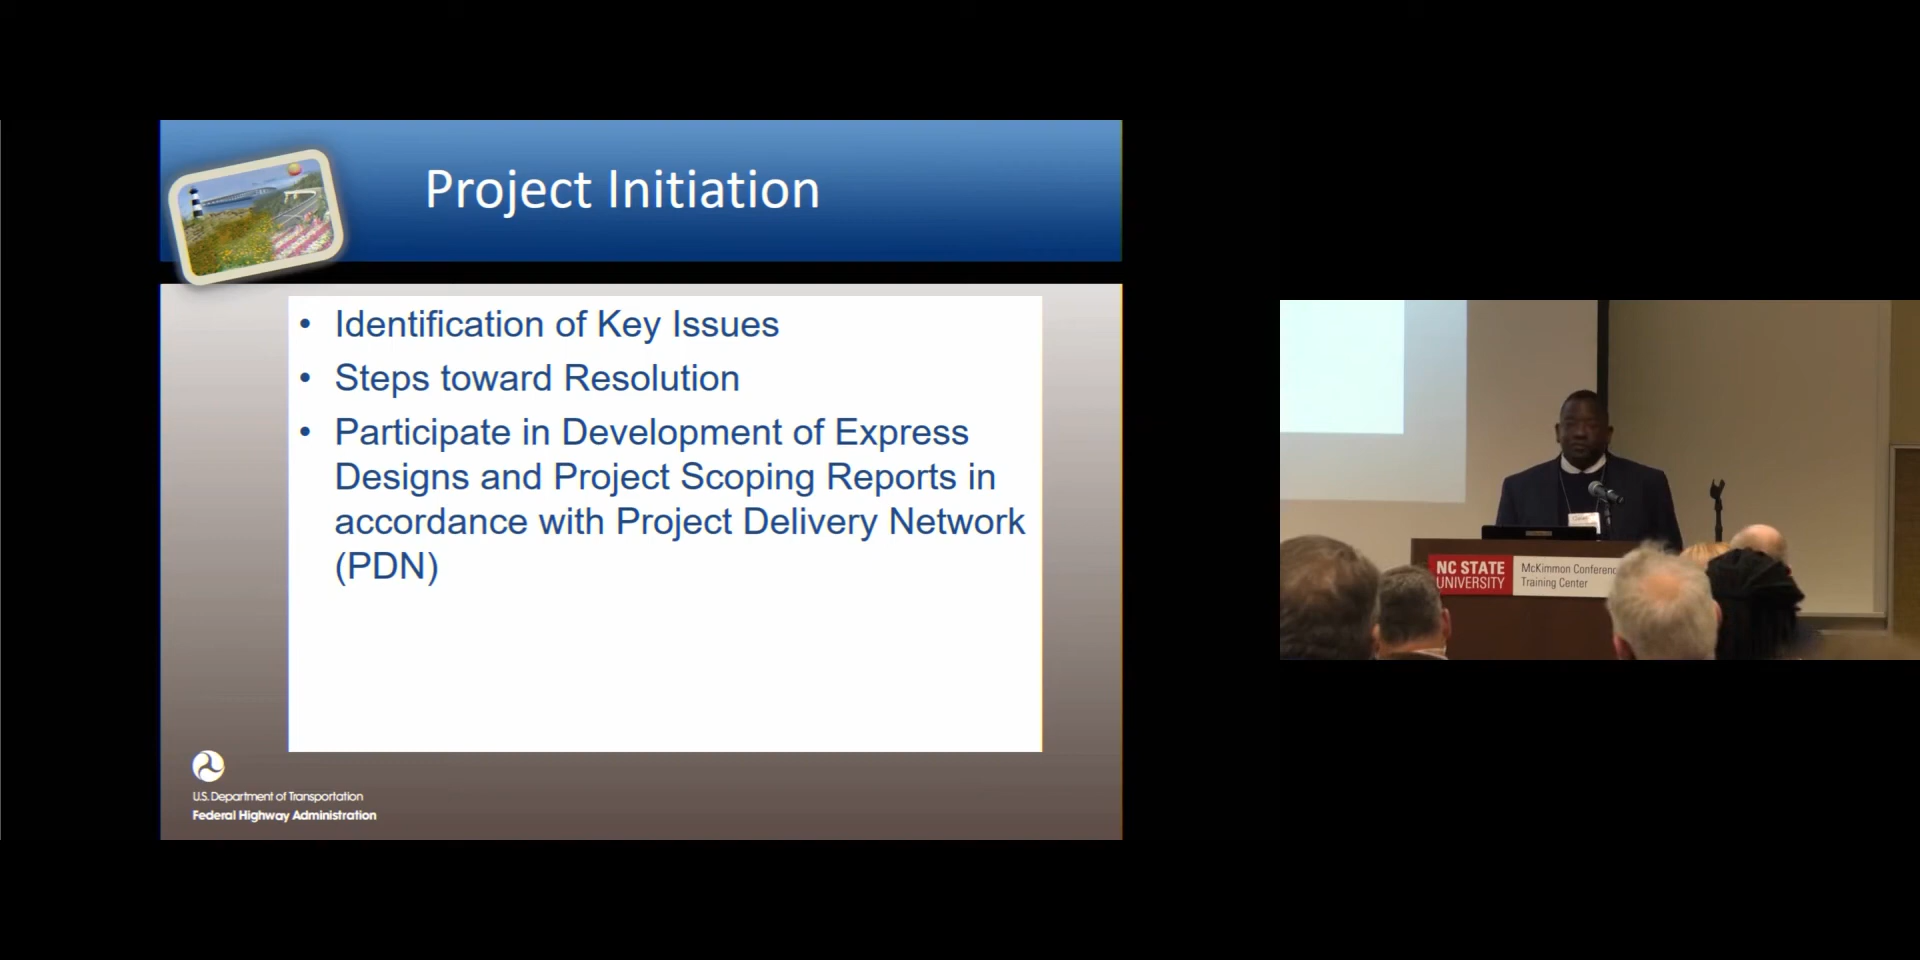 Project Initiation
• Identification of Key Issues
• Steps toward Resolution
• Participate in Development of Express
Designs and Project Scoping Reports in
accordance with Project Delivery Network
(PDN)
U.S. Department of Transportation
Federal Highway Administration
NC STATE
UNIVERSITY
McKimmon Conferenc
Training Center